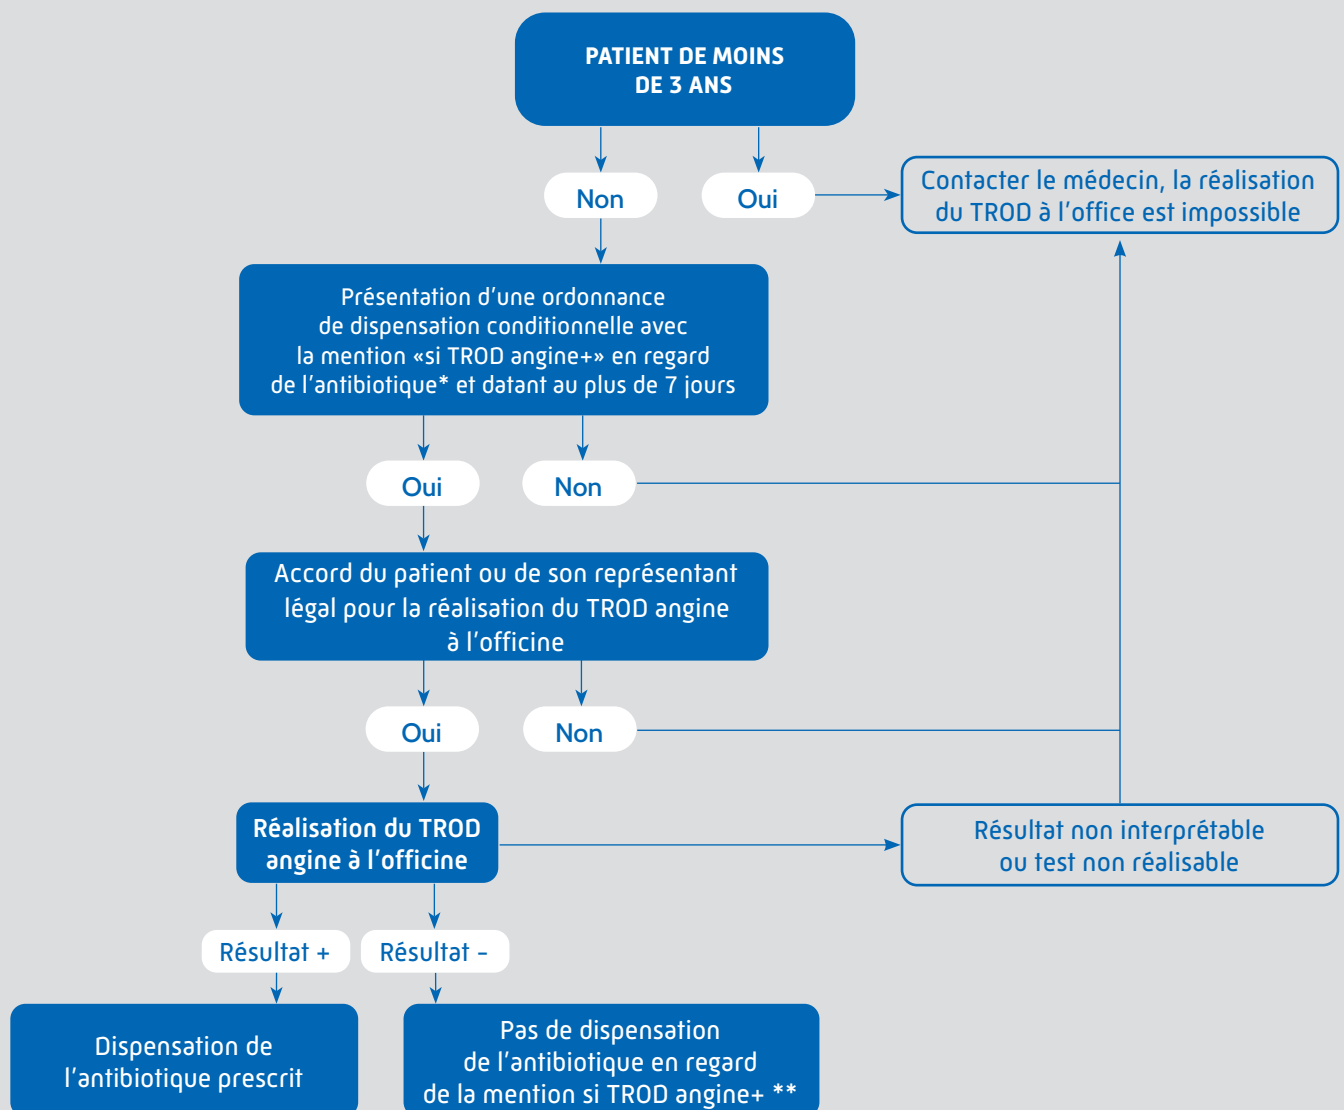 PATIENT DE MOINS
DE 3 ANS
Non
Oui
Contacter le médecin, la réalisation
du TROD à l'office est impossible
Présentation d'une ordonnance
de dispensation conditionnelle avec
la mention «si TROD angine+» en regard
de l'antibiotique* et datant au plus de 7 jours
Oui
Non
Accord du patient ou de son représentant
légal pour la réalisation du TROD angine
à l'officine
Oui
Non
Réalisation du TROD
angine à l'officine
Résultat non interprétable
ou test non réalisable
Résultat +
Résultat -
Dispensation de
l'antibiotique prescrit
Pas de dispensation
de l'antibiotique en regard
de la mention si TROD angine+ **